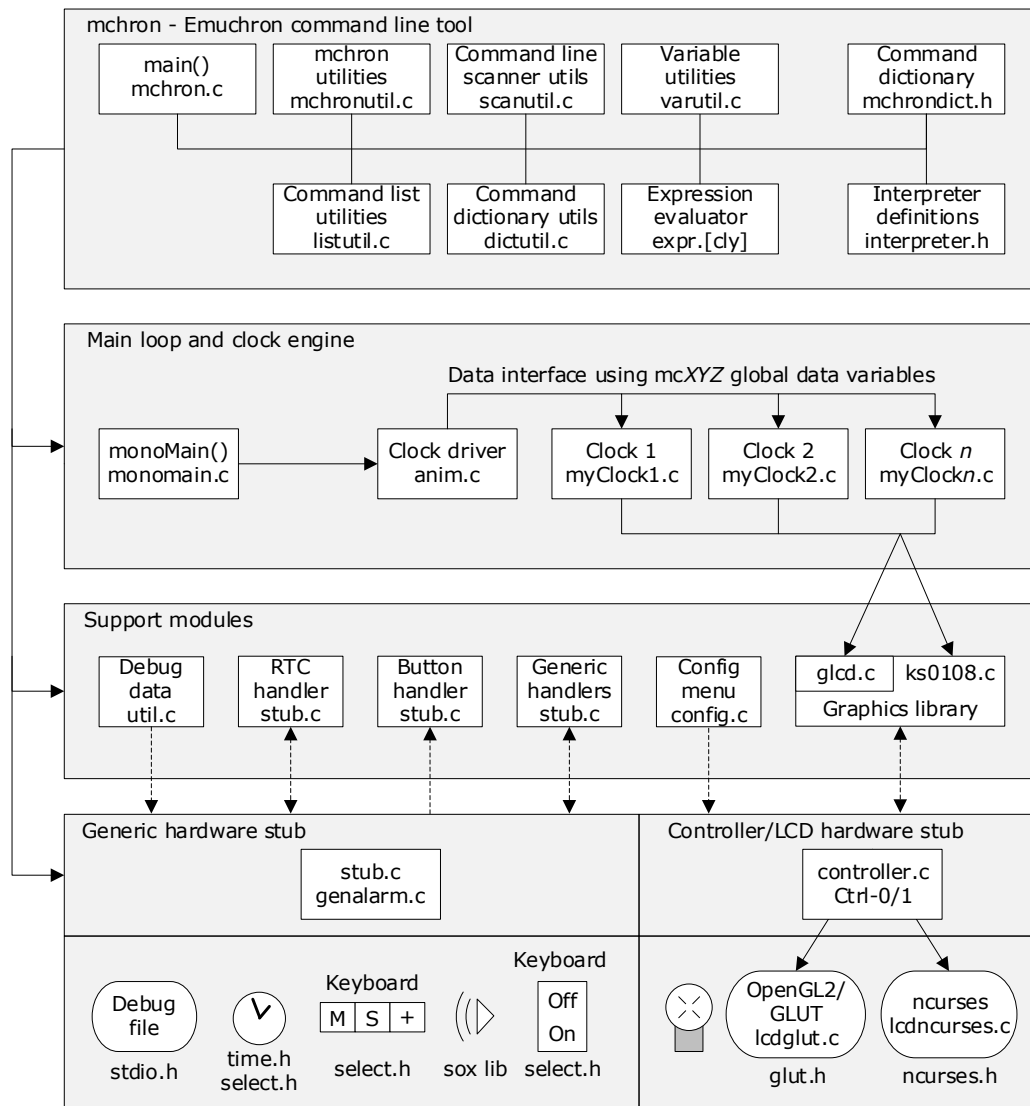 mchron - Emuchron command line tool
main()
mchron.c
mchron
utilities
mchronutil.c
Command line
scanner utils
scanutil.c
Variable
utilities
varutil.c
Command
dictionary
mchrondict.h
Command list
utilities
listutil.c
Command
dictionary utils
dictutil.c
Expression
evaluator
expr.[cly]
Interpreter
definitions
interpreter.h
Main loop and clock engine
Data interface using mcXYZ global data variables
monoMain()
monomain.c
Clock driver
anim.c
Clock 1
myClock1.c
Clock 2
myClock2.c
Clock n
myClockn.c
Support modules
Debug
data
util.c
RTC
handler
stub.c
Button
handler
stub.c
Generic
handlers
stub.c
Config
menu
config.c
glcd.c
ks0108.c
Graphics library
Generic hardware stub
stub.c
genalarm.c
Controller/LCD hardware stub
controller.c
Ctrl-0/1
Debug
file
stdio.h
time.h
select.h
Keyboard
M S +
select.h
sox lib
Keyboard
Off
On
select.h
OpenGL2/
GLUT
lcdglut.c
glut.h
ncurses
lcdncurses.c
ncurses.h